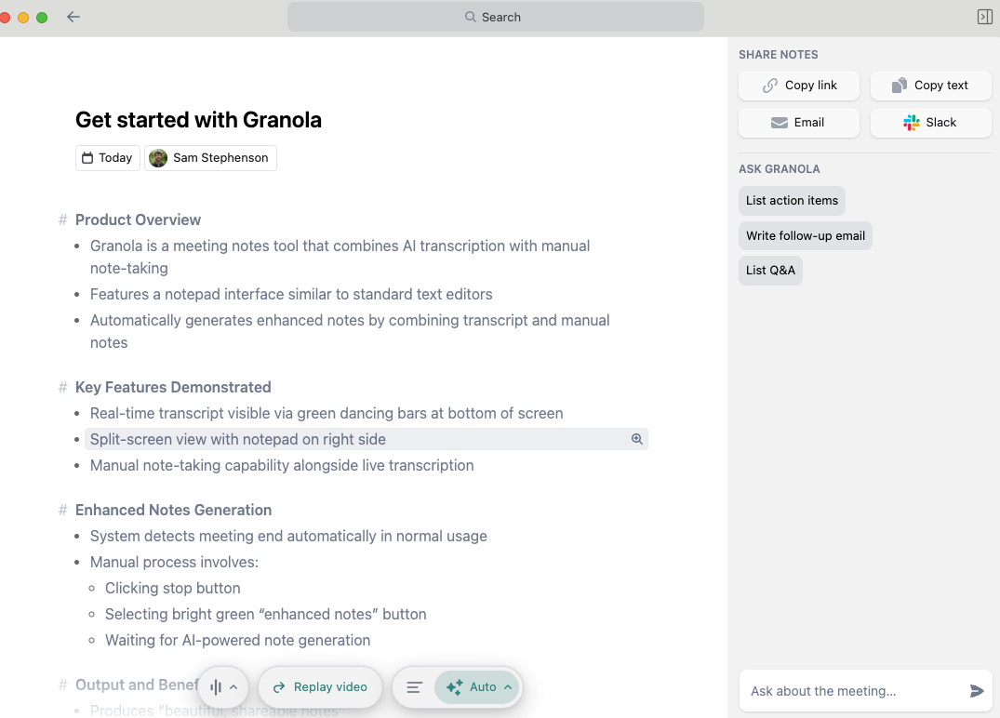 Search
Get started with Granola
Today
Sam Stephenson
# Product Overview
• Granola is a meeting notes tool that combines AI transcription with manual
note-taking
• Features a notepad interface similar to standard text editors
• Automatically generates enhanced notes by combining transcript and manual
notes
# Key Features Demonstrated
• Real-time transcript visible via green dancing bars at bottom of screen
• Split-screen view with notepad on right side
• Manual note-taking capability alongside live transcription
# Enhanced Notes Generation
• System detects meeting end automatically in normal usage
• Manual process involves:
◦ Clicking stop button
◦ Selecting bright green “enhanced notes” button
◦ Waiting for AI-powered note generation
# Output and Benef
• Produces “beautiful, shareable notes”
Replay video
Auto
SHARE NOTES
Copy link
Copy text
Email
Slack
ASK GRANOLA
List action items
Write follow-up email
List Q&A
Ask about the meeting...